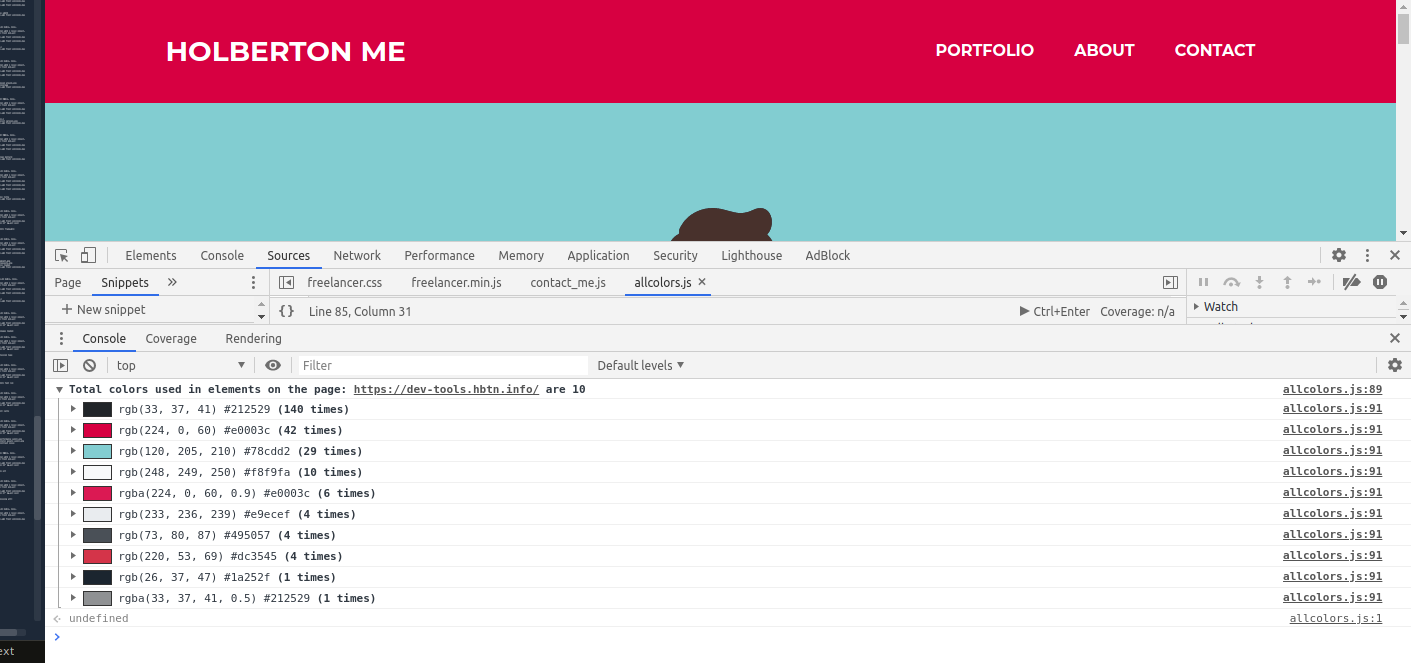 HOLBERTON ME
PORTFOLIO ABOUT CONTACT
Elements Console Sources Network Performance Memory Application Security Lighthouse AdBlock
Page Snippets » freelancer.css freelancer.min.js contact_me.js allcolors.js ×
+ New snippet {} Line 85, Column 31 ▶ Ctrl+Enter Coverage: n/a ▶ Watch
Console Coverage Rendering
top ▼ Filter Default levels ▼
▼ Total colors used in elements on the page: https://dev-tools.hbtn.info/ are 10 allcolors.js:89
▶ rgb(33, 37, 41) #212529 (140 times) allcolors.js:91
▶ rgb(224, 0, 60) #e0003c (42 times) allcolors.js:91
▶ rgb(120, 205, 210) #78cdd2 (29 times) allcolors.js:91
▶ rgb(248, 249, 250) #f8f9fa (10 times) allcolors.js:91
▶ rgba(224, 0, 60, 0.9) #e0003c (6 times) allcolors.js:91
▶ rgb(233, 236, 239) #e9ecef (4 times) allcolors.js:91
▶ rgb(73, 80, 87) #495057 (4 times) allcolors.js:91
▶ rgb(220, 53, 69) #dc3545 (4 times) allcolors.js:91
▶ rgb(26, 37, 47) #1a252f (1 times) allcolors.js:91
▶ rgba(33, 37, 41, 0.5) #212529 (1 times) allcolors.js:91
undefined allcolors.js:1
ext